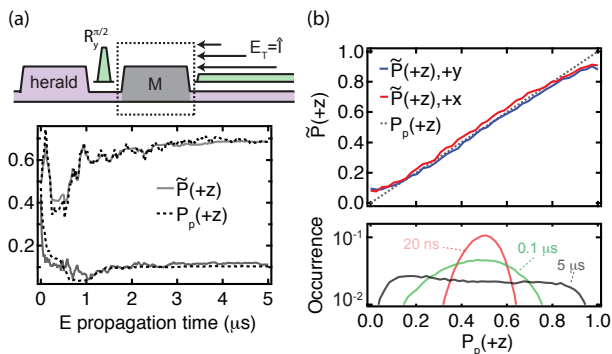 (a)
R_y^{π/2}
E_T=Î
herald
M
0.6
0.4
0.1
P̃(+z)
P_p(+z)
0
1
2
3
4
5
E propagation time (μs)
(b)
1.0
0.8
0.6
0.4
0.2
0.0
P̃(+z)
P̃(+z),+y
P̃(+z),+x
P_p(+z)
10^{-1}
10^{-2}
Occurrence
20 ns
0.1 μs
5 μs
0.0
0.2
0.4
0.6
0.8
1.0
P_p(+z)